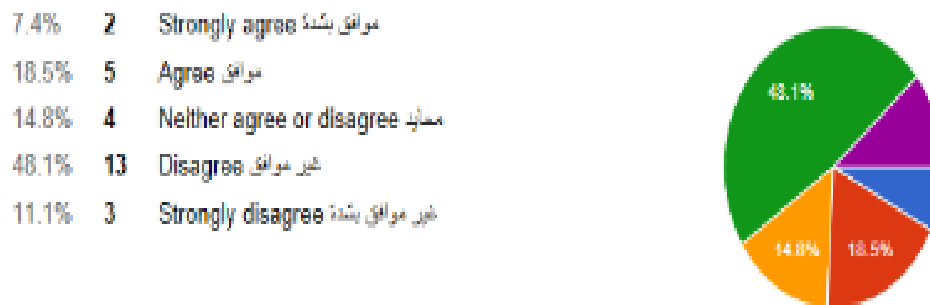 7.4% 2 Strongly agree موافق بشدة
18.5% 5 Agree موافق
14.8% 4 Neither agree or disagree محايد
48.1% 13 Disagree غير موافق
11.1% 3 Strongly disagree غير موافق بشدة
48.1%
14.8% 18.5%